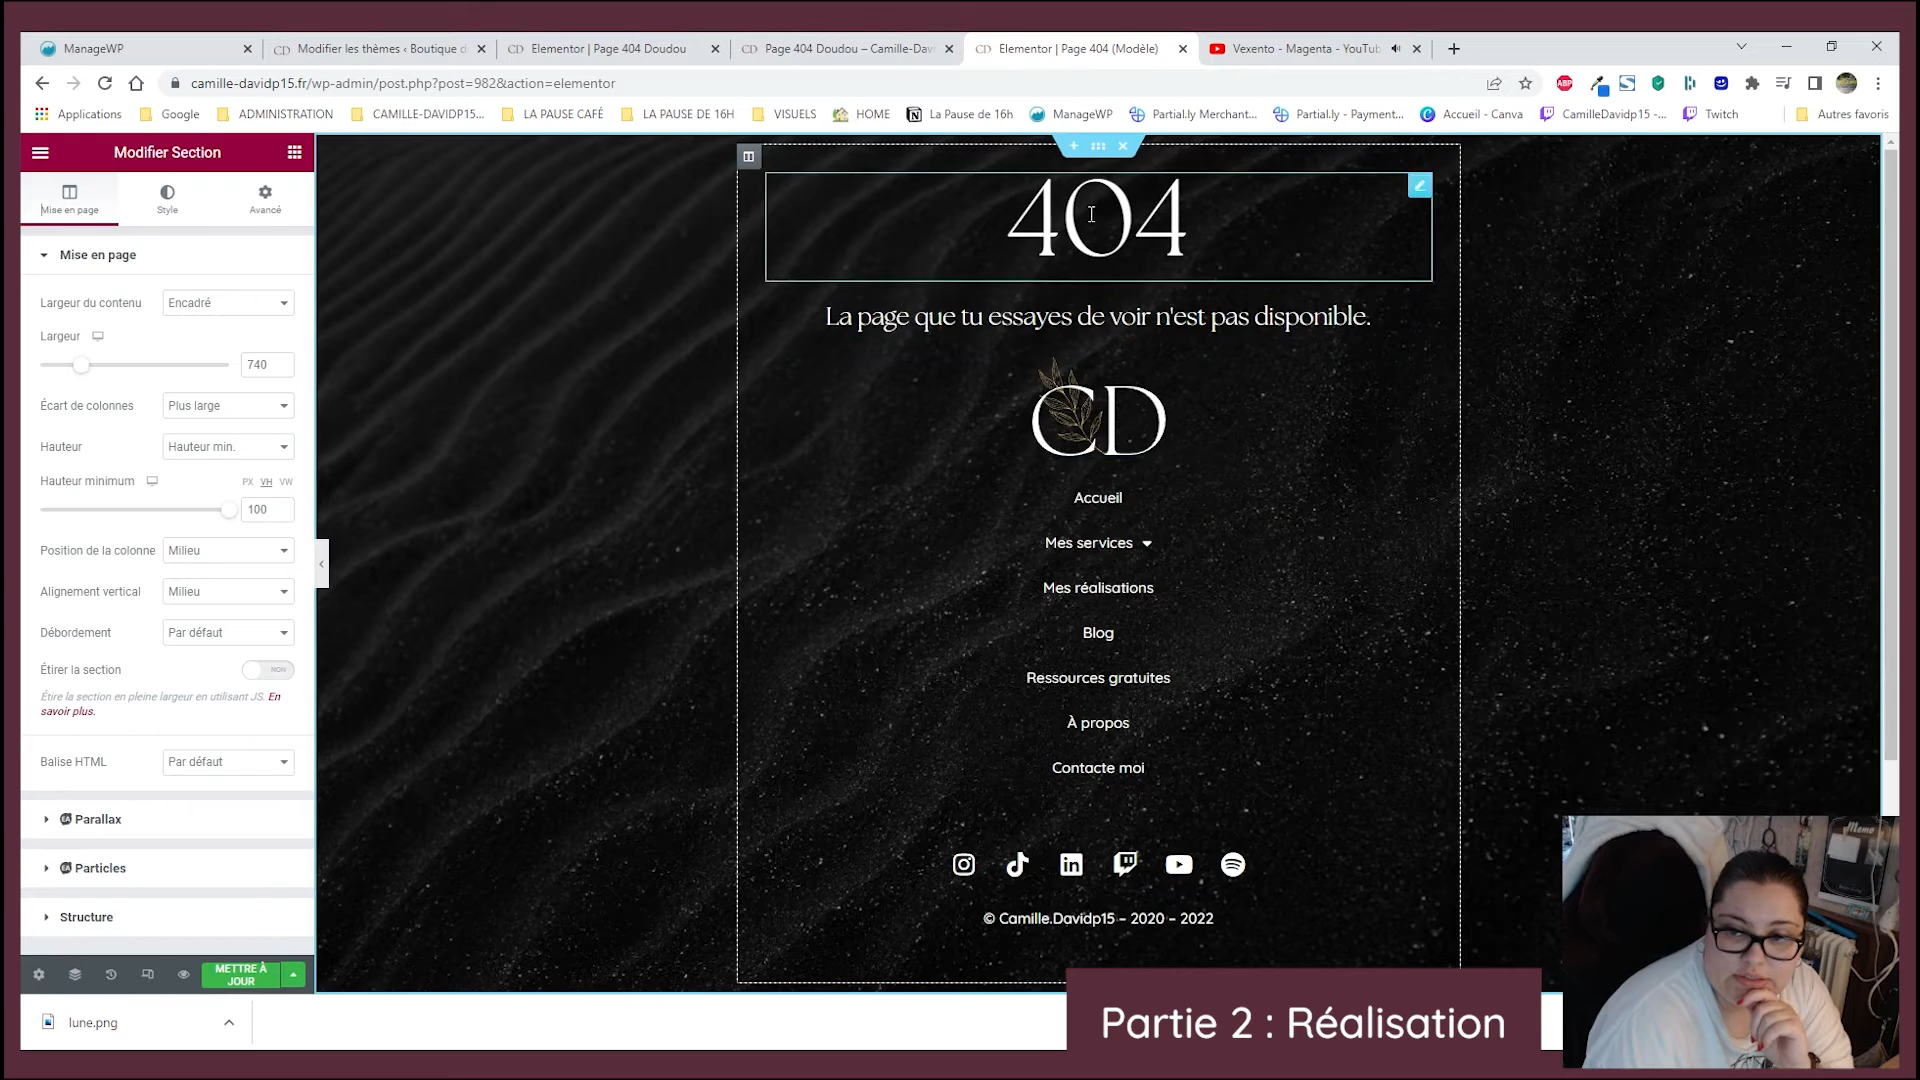 ManageWP
CD Modifier les thèmes ‹ Boutique d
CD Elementor | Page 404 Doudou
CD Page 404 Doudou – Camille-Dav
CD Elementor | Page 404 (Modèle)
Vexento - Magenta - YouTub
camille-davidp15.fr/wp-admin/post.php?post=982&action=elementor
ABP
Applications
Google
ADMINISTRATION
CAMILLE-DAVIDP15...
LA PAUSE CAFÉ
LA PAUSE DE 16H
VISUELS
HOME
La Pause de 16h
ManageWP
Partial.ly Merchant...
Partial.ly - Payment...
Accueil - Canva
CamilleDavidp15 -...
Twitch
Autres favoris
Modifier Section
Mise en page
Style
Avancé
Mise en page
Largeur du contenu
Encadré
Largeur
740
Écart de colonnes
Plus large
Hauteur
Hauteur min.
Hauteur minimum
PX VH VW
100
Position de la colonne
Milieu
Alignement vertical
Milieu
Débordement
Par défaut
Étirer la section
NON
Étire la section en pleine largeur en utilisant JS. En
savoir plus.
Balise HTML
Par défaut
EA Parallax
EA Particles
Structure
METTRE À
JOUR
lune.png
404
La page que tu essayes de voir n'est pas disponible.
CD
Accueil
Mes services
Mes réalisations
Blog
Ressources gratuites
À propos
Contacte moi
© Camille.Davidp15 – 2020 – 2022
Partie 2 : Réalisation
Memo